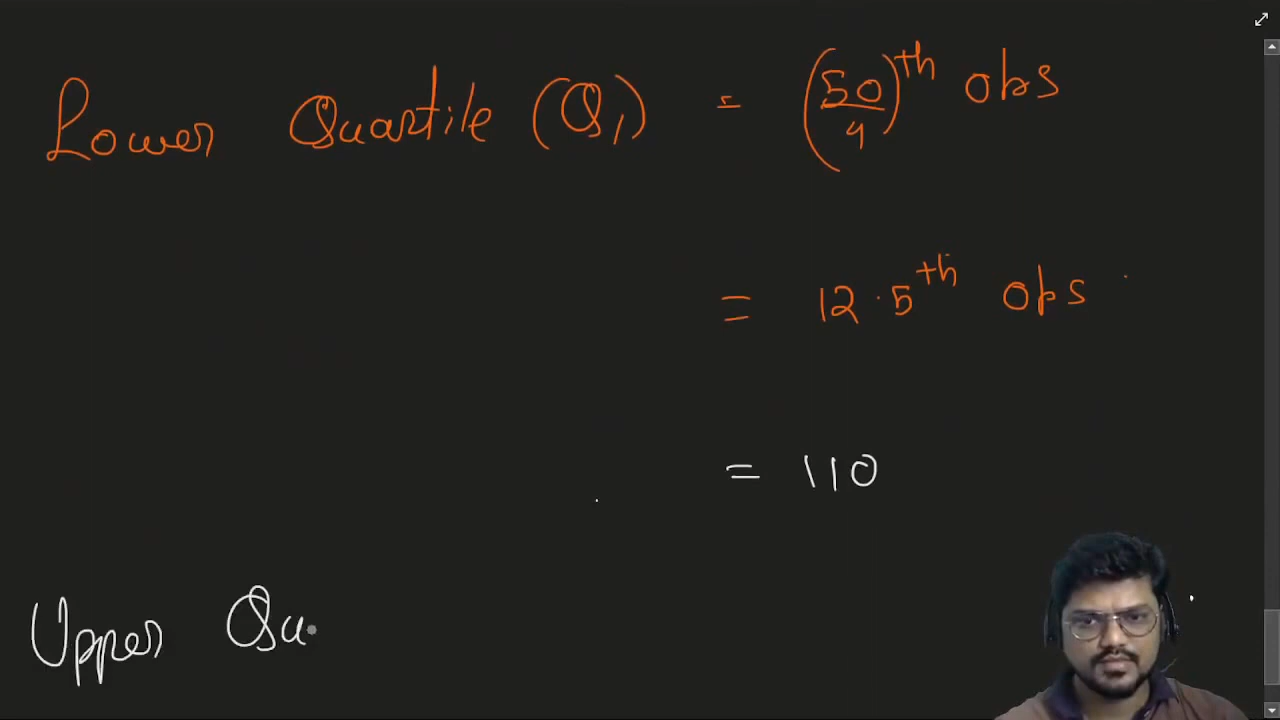 Lower Quartile (Q₁) = (50/4)ᵗʰ obs
= 12.5ᵗʰ obs
= 110
Upper Qu